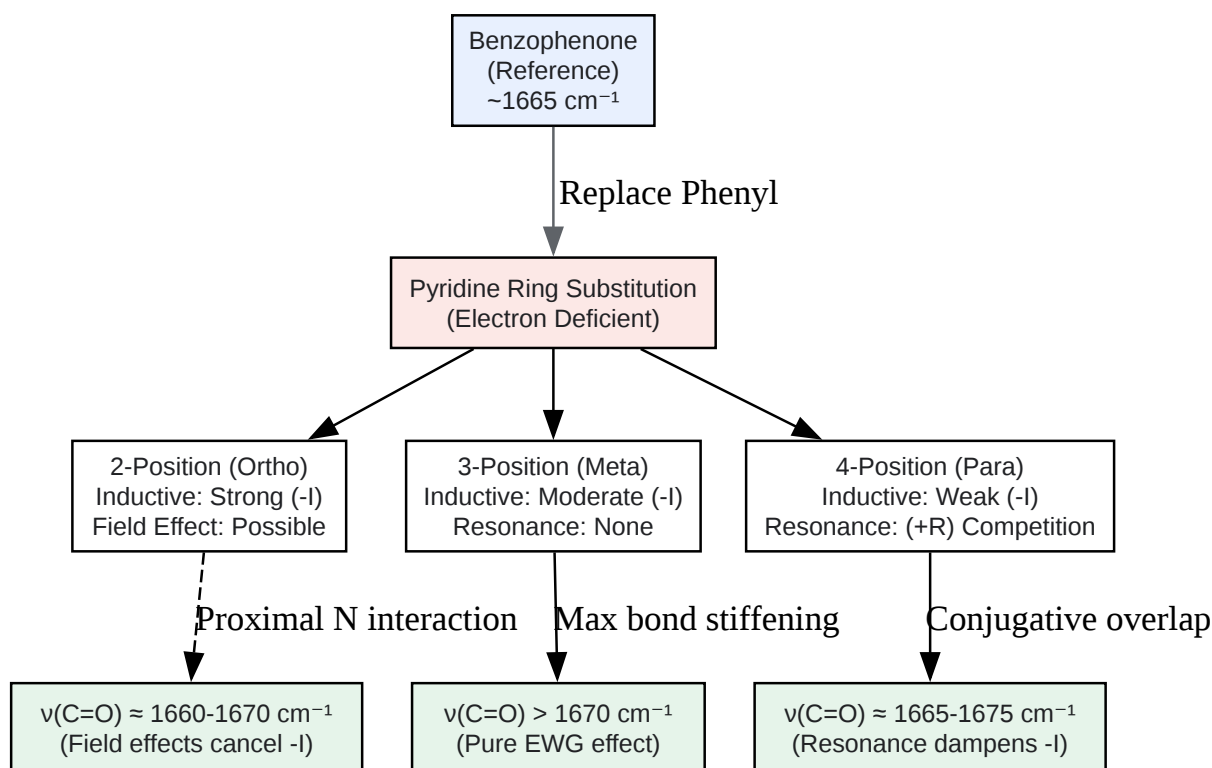 Benzophenone
(Reference)
~1665 cm⁻¹
Replace Phenyl
Pyridine Ring Substitution
(Electron Deficient)
2-Position (Ortho)
Inductive: Strong (-I)
Field Effect: Possible
3-Position (Meta)
Inductive: Moderate (-I)
Resonance: None
4-Position (Para)
Inductive: Weak (-I)
Resonance: (+R) Competition
Proximal N interaction
Max bond stiffening
Conjugative overlap
ν(C=O) ≈ 1660-1670 cm⁻¹
(Field effects cancel -I)
ν(C=O) > 1670 cm⁻¹
(Pure EWG effect)
ν(C=O) ≈ 1665-1675 cm⁻¹
(Resonance dampens -I)